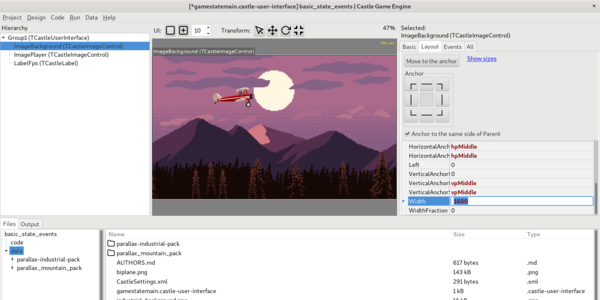 [*gamestatemain.castle-user-interface] basic_state_events | Castle Game Engine
Project Design Code Run Data Help
Hierarchy
Group1 (TCastleUserInterface)
ImageBackground (TCastleImageControl)
ImagePlayer (TCastleImageControl)
LabelFps (TCastleLabel)
UI: 10 Transform: 47%
ImageBackground (TCastleImageControl)
Selected:
ImageBackground (TCastleImageControl)
Basic Layout Events All
Move to the anchor Show sizes
Anchor
Anchor to the same side of Parent
HorizontalAnch hpMiddle
HorizontalAnch hpMiddle
Left 0
VerticalAnchorI 0
VerticalAnchorI vpMiddle
VerticalAnchorI vpMiddle
Width 1600
WidthFraction 0
Files Output
basic_state_events
code
data
parallax-industrial-pack
parallax_mountain_pack
Name Size Type
parallax-industrial-pack
parallax_mountain_pack
AUTHORS.md 617 bytes .md
biplane.png 143 kB .png
CastleSettings.xml 291 bytes .xml
gamestatemain.castle-user-interface 1 kB .castle-user-interface